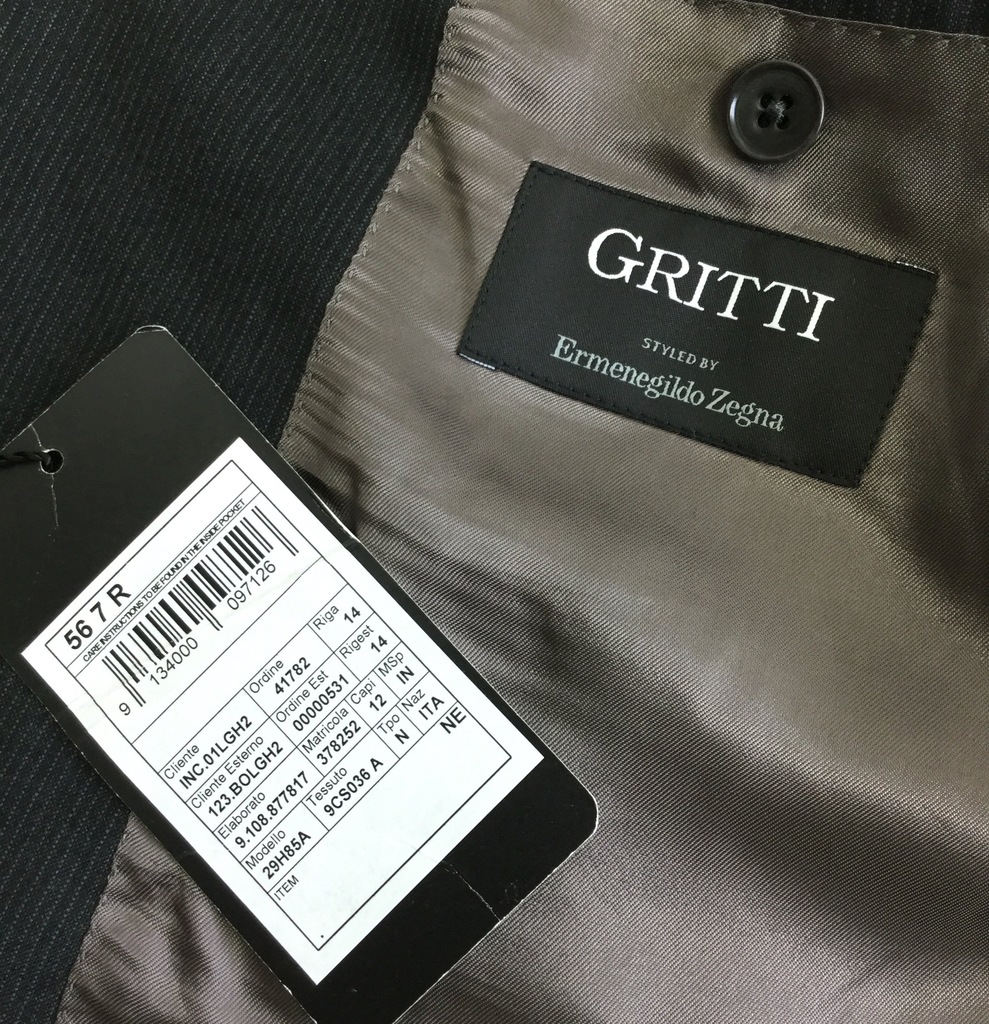 GRITTI
STYLED BY
Ermenegildo Zegna
56 7 R
CARE INSTRUCTIONS TO BE FOUND IN THE INSIDE POCKET
9 134000 097126
Cliente Ordine Riga
INC.01LGH2 41782 14
Cliente Esterno Ordine Est Rigest
123.BOLGH2 00000531 14
Elaborato Matricola Capi MSp
9.108.877817 378252 12 IN
Modello Tessuto Tpo Naz
29H85A 9CS036 A N ITA
ITEM NE